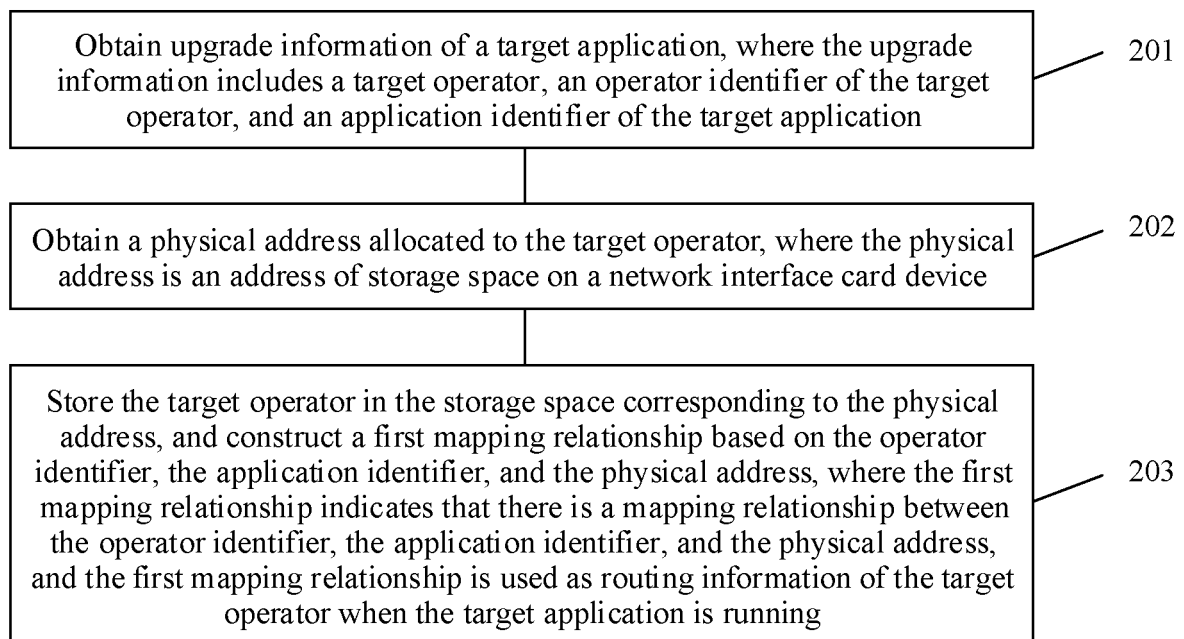 Obtain upgrade information of a target application, where the upgrade
information includes a target operator, an operator identifier of the target
operator, and an application identifier of the target application
201
Obtain a physical address allocated to the target operator, where the physical
address is an address of storage space on a network interface card device
202
Store the target operator in the storage space corresponding to the physical
address, and construct a first mapping relationship based on the operator
identifier, the application identifier, and the physical address, where the first
mapping relationship indicates that there is a mapping relationship between
the operator identifier, the application identifier, and the physical address,
and the first mapping relationship is used as routing information of the target
operator when the target application is running
203